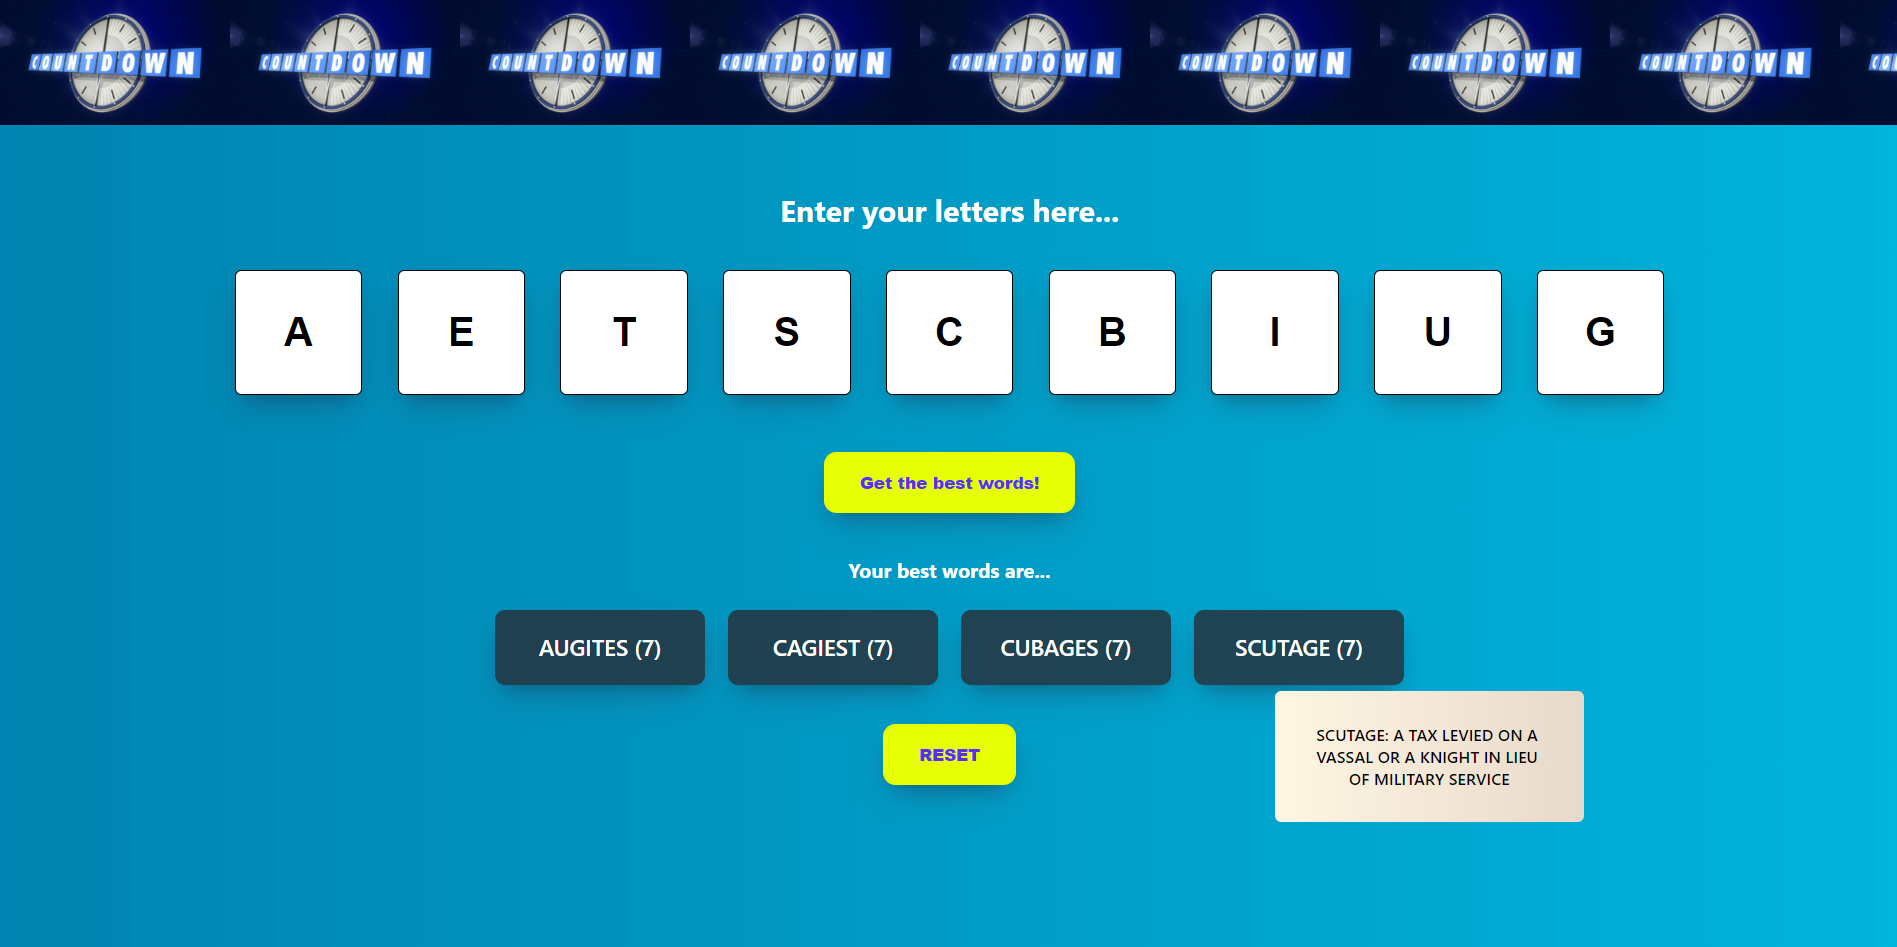 COUNTDOWN COUNTDOWN COUNTDOWN COUNTDOWN COUNTDOWN COUNTDOWN COUNTDOWN COUNTDOWN COU
Enter your letters here...
A E T S C B I U G
Get the best words!
Your best words are...
AUGITES (7) CAGIEST (7) CUBAGES (7) SCUTAGE (7)
SCUTAGE: A TAX LEVIED ON A
VASSAL OR A KNIGHT IN LIEU
OF MILITARY SERVICE
RESET